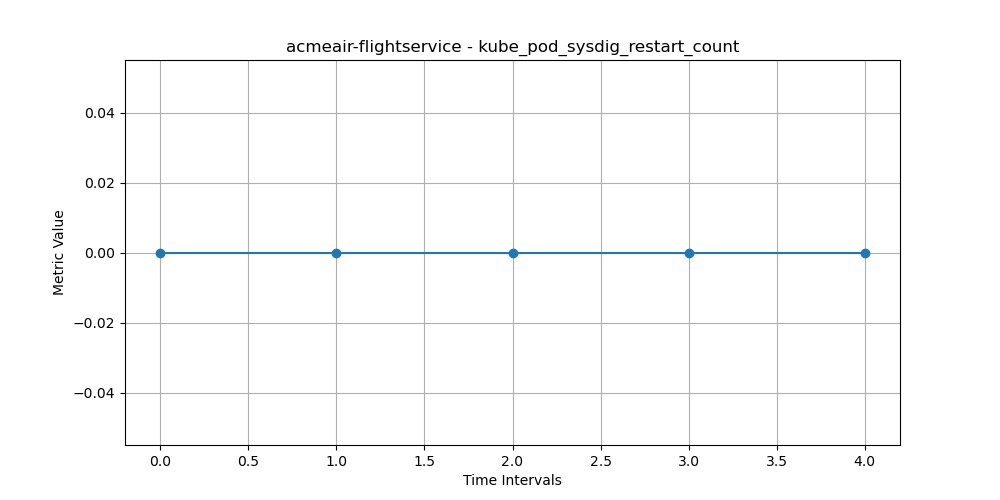 acmeair-flightservice - kube_pod_sysdig_restart_count
0.04
0.02
0.00
−0.02
−0.04
Metric Value
0.0 0.5 1.0 1.5 2.0 2.5 3.0 3.5 4.0
Time Intervals